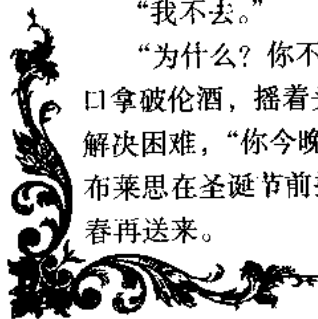 “我不去。”
“为什么？你不
口拿破伦酒，摇着头
解决困难，“你今晚
布莱思在圣诞节前
春再送来。